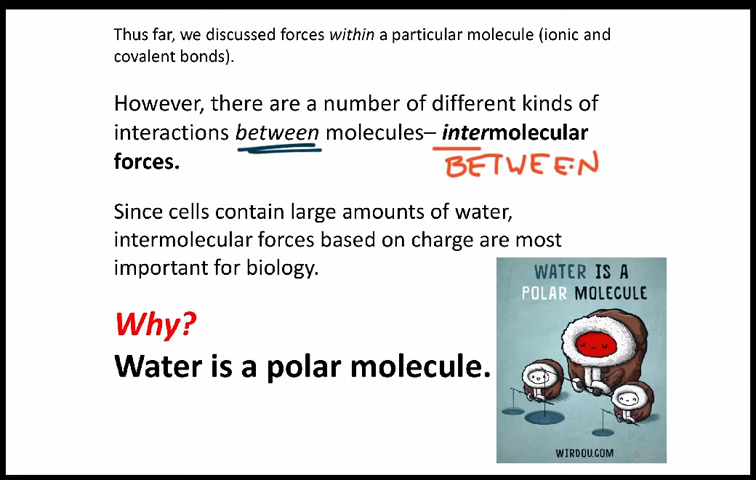 Thus far, we discussed forces within a particular molecule (ionic and
covalent bonds).
However, there are a number of different kinds of
interactions between molecules– intermolecular
forces.
BETWEEN
Since cells contain large amounts of water,
intermolecular forces based on charge are most
important for biology.
Why?
Water is a polar molecule.
WATER IS A
POLAR MOLECULE
WIRDOU.COM